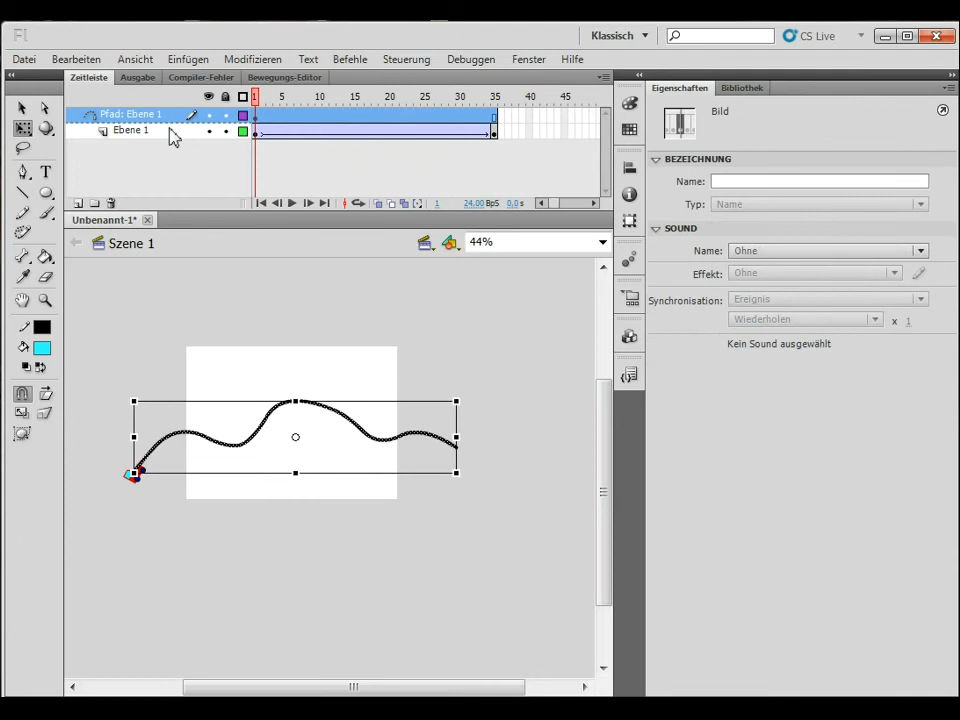 Fl
Klassisch
CS Live
Datei Bearbeiten Ansicht Einfügen Modifizieren Text Befehle Steuerung Debuggen Fenster Hilfe
Zeitleiste Ausgabe Compiler-Fehler Bewegungs-Editor
Eigenschaften Bibliothek
1 5 10 15 20 25 30 35 40 45
Pfad: Ebene 1
Ebene 1
Bild
BEZEICHNUNG
Name:
Typ: Name
1 24.00 BpS 0,0 s
Unbenannt-1*
Szene 1
44%
SOUND
Name: Ohne
Effekt: Ohne
Synchronisation: Ereignis
Wiederholen x 1
Kein Sound ausgewählt
T